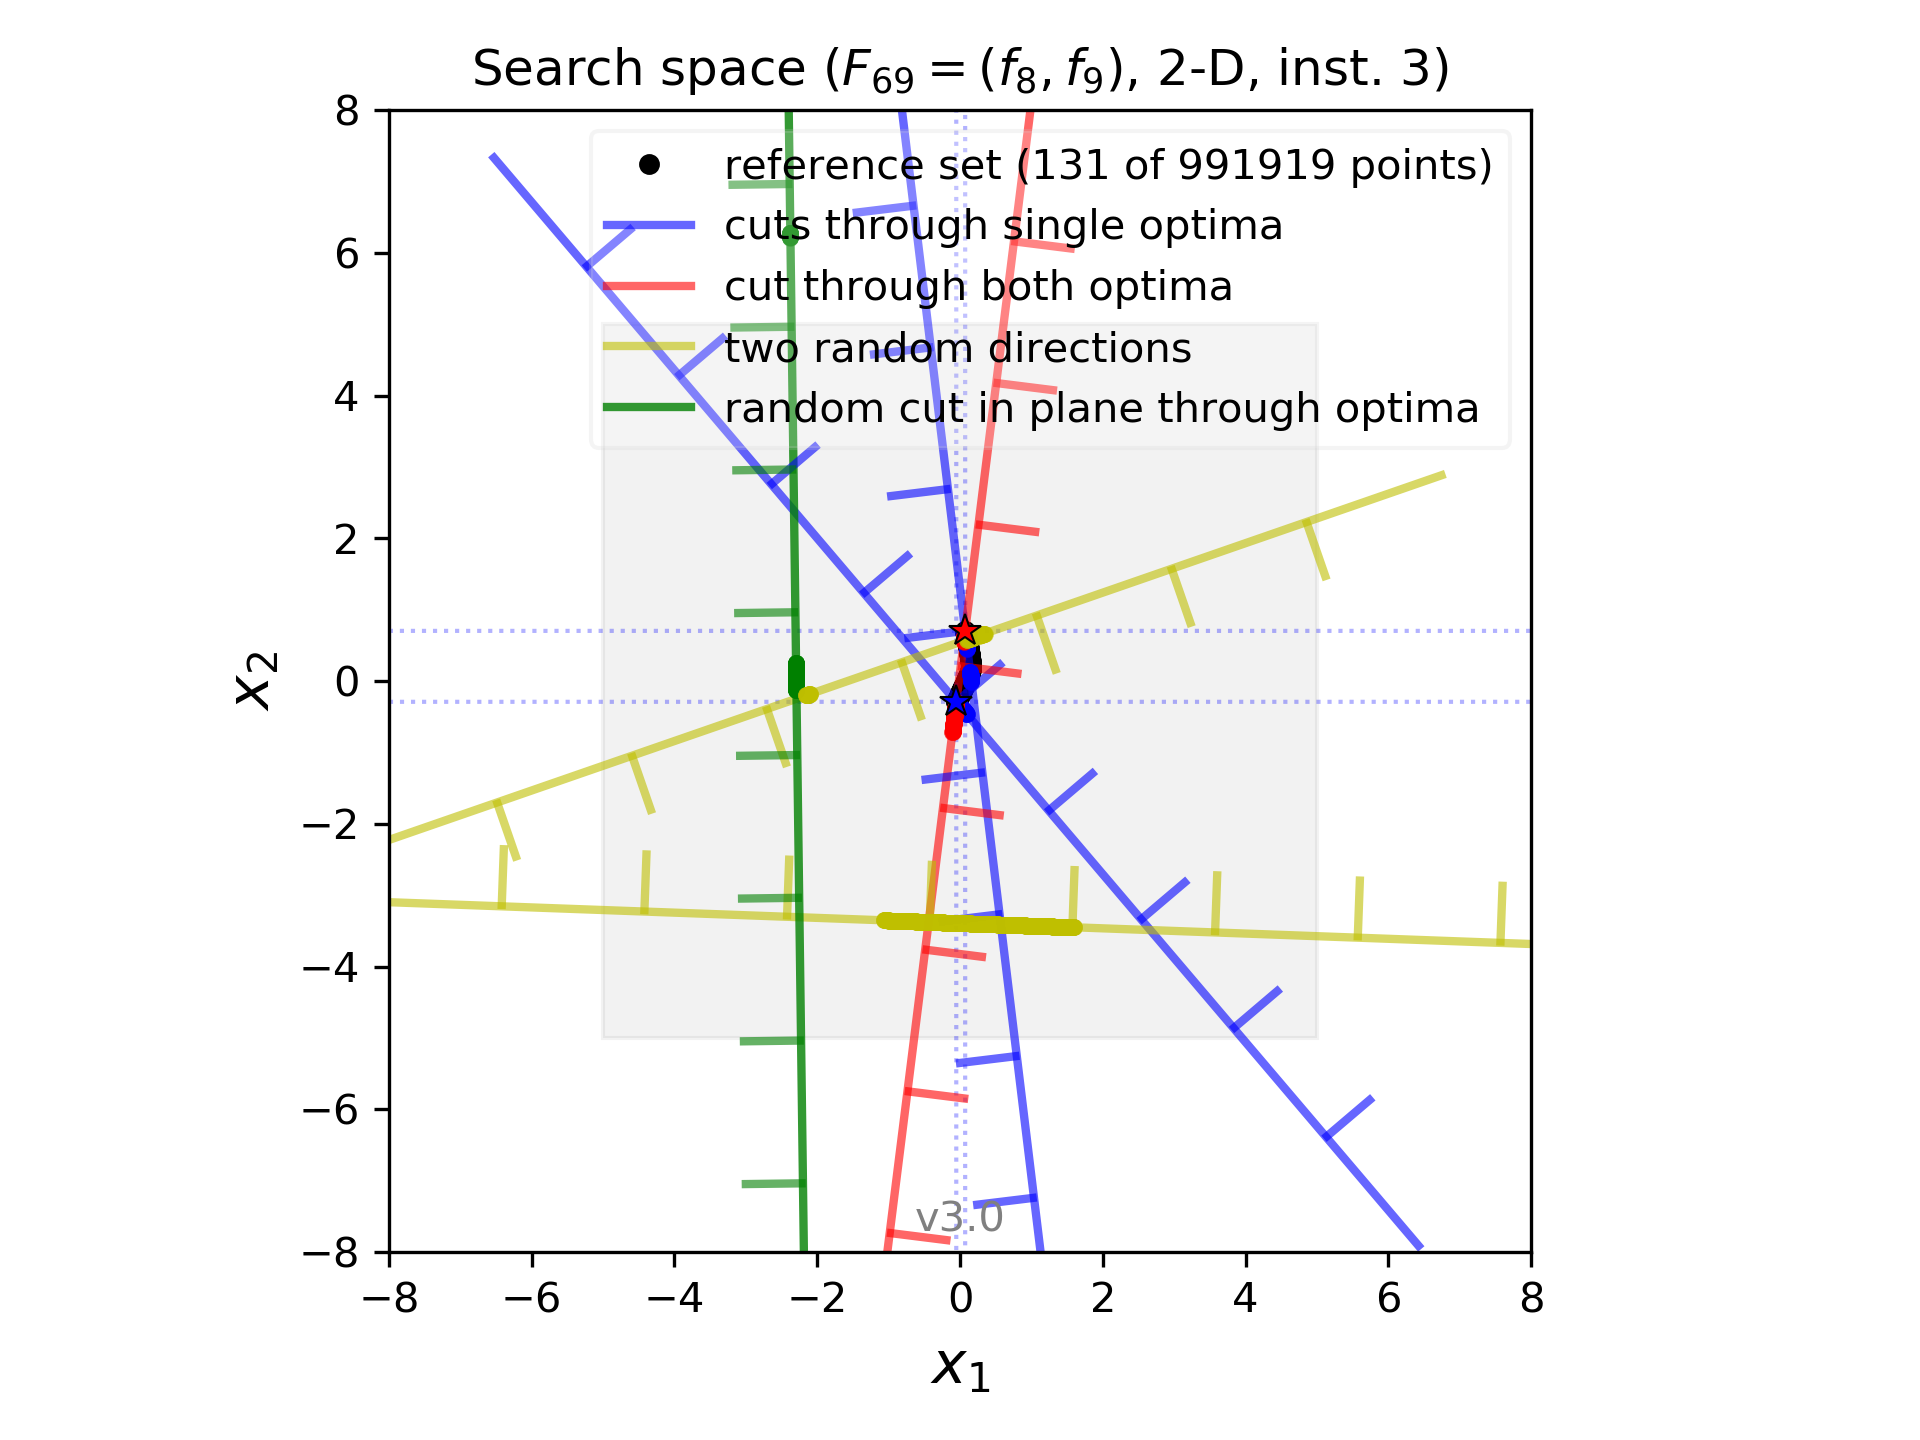 Search space (F69 = (f8, f9), 2-D, inst. 3)
reference set (131 of 991919 points)
cuts through single optima
cut through both optima
two random directions
random cut in plane through optima
8
6
4
2
0
−2
−4
−6
−8
x2
v3.0
−8 −6 −4 −2 0 2 4 6 8
x1